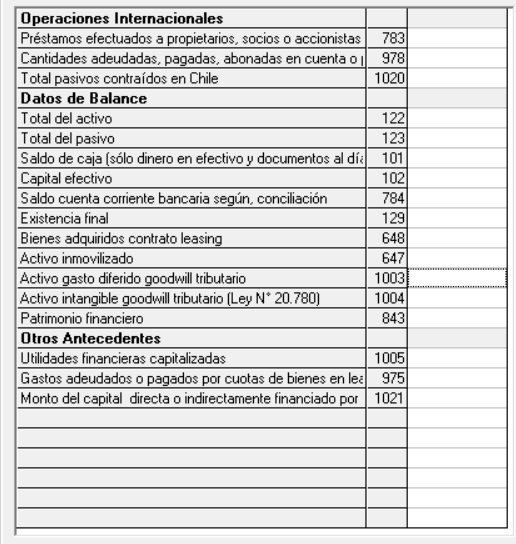 Operaciones Internacionales
Préstamos efectuados a propietarios, socios o accionistas 783
Cantidades adeudadas, pagadas, abonadas en cuenta o 978
Total pasivos contraídos en Chile 1020
Datos de Balance
Total del activo 122
Total del pasivo 123
Saldo de caja (sólo dinero en efectivo y documentos al 101
Capital efectivo 102
Saldo cuenta corriente bancaria según, conciliación 784
Existencia final 129
Bienes adquiridos contrato leasing 648
Activo inmovilizado 647
Activo gasto diferido goodwill tributario 1003
Activo intangible goodwill tributario (Ley N° 20.780) 1004
Patrimonio financiero 843
Otros Antecedentes
Utilidades financieras capitalizadas 1005
Gastos adeudados o pagados por cuotas de bienes en 975
Monto del capital directa o indirectamente financiado por 1021